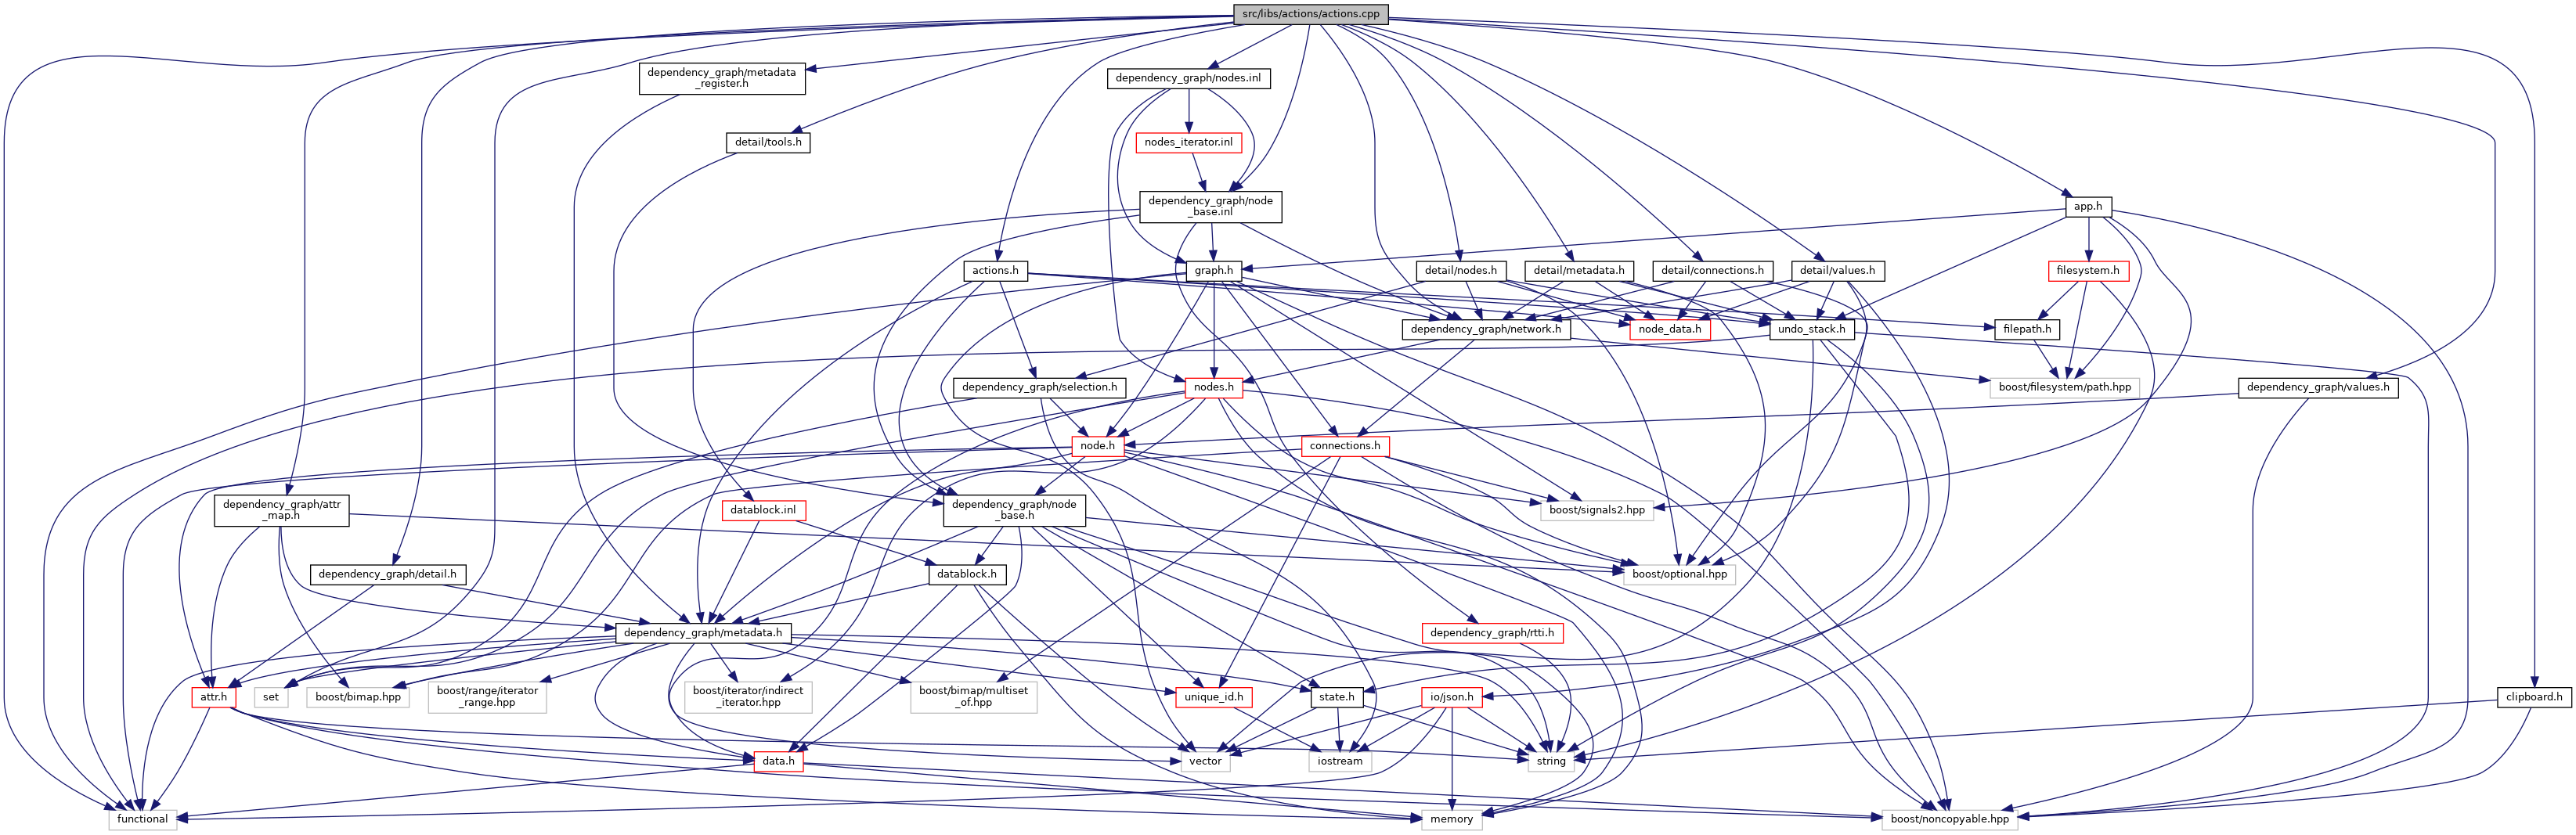 src/libs/actions/actions.cpp
dependency_graph/metadata
_register.h
dependency_graph/nodes.inl
detail/tools.h
nodes_iterator.inl
dependency_graph/node
_base.inl
app.h
actions.h
graph.h
detail/nodes.h
detail/metadata.h
detail/connections.h
detail/values.h
filesystem.h
dependency_graph/network.h
node_data.h
undo_stack.h
filepath.h
dependency_graph/selection.h
nodes.h
boost/filesystem/path.hpp
dependency_graph/values.h
node.h
connections.h
dependency_graph/attr
_map.h
datablock.inl
dependency_graph/node
_base.h
boost/signals2.hpp
dependency_graph/detail.h
datablock.h
boost/optional.hpp
dependency_graph/metadata.h
dependency_graph/rtti.h
attr.h
set
boost/bimap.hpp
boost/range/iterator
_range.hpp
boost/iterator/indirect
_iterator.hpp
boost/bimap/multiset
_of.hpp
unique_id.h
state.h
io/json.h
clipboard.h
data.h
vector
iostream
string
functional
memory
boost/noncopyable.hpp